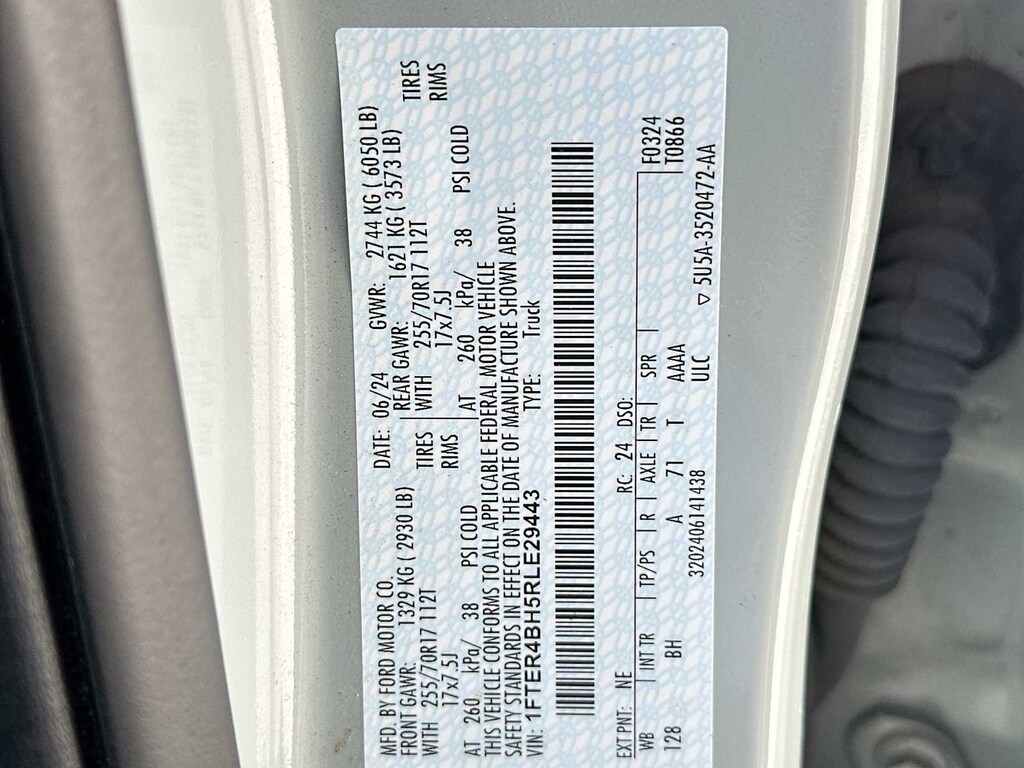 MFD. BY FORD MOTOR CO. DATE: 06/24 GVWR: 2744 KG ( 6050 LB)
FRONT GAWR: 1329 KG ( 2930 LB) REAR GAWR: 1621 KG ( 3573 LB)
WITH 255/70R17 112T TIRES WITH 255/70R17 112T TIRES
17x7.5J RIMS 17x7.5J RIMS
AT 260 kPa/ 38 PSI COLD AT 260 kPa/ 38 PSI COLD
THIS VEHICLE CONFORMS TO ALL APPLICABLE FEDERAL MOTOR VEHICLE
SAFETY STANDARDS IN EFFECT ON THE DATE OF MANUFACTURE SHOWN ABOVE.
VIN: 1FTER4BH5RLE29443 TYPE: Truck
EXT PNT: NE RC: 24 DSO: F0324
WB | INT TR | TP/PS | R | AXLE | TR | SPR | T0866
128 BH A 71 T AAAA
320240614 1438 ULC ▽ 5U5A-3520472-AA